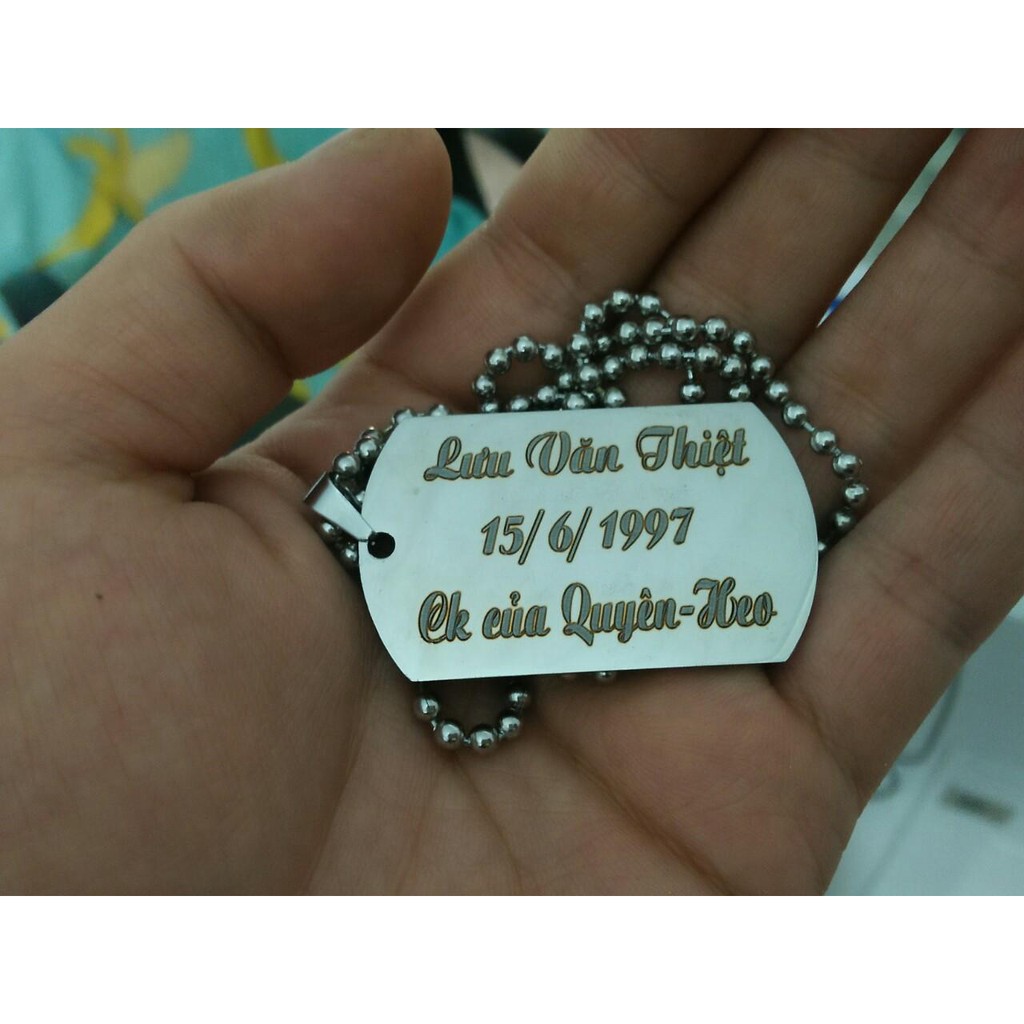 Lưu Văn Thiệt
15/ 6/ 1997
Ck của Quyên-Heo